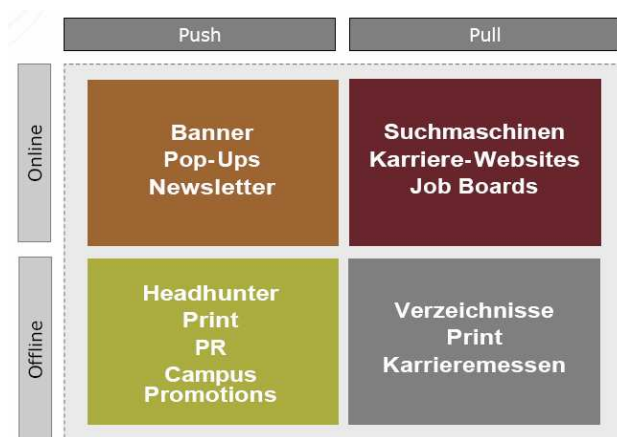 Push
Pull
Online
Banner
Pop-Ups
Newsletter
Suchmaschinen
Karriere-Websites
Job Boards
Offline
Headhunter
Print
PR
Campus
Promotions
Verzeichnisse
Print
Karrieremessen